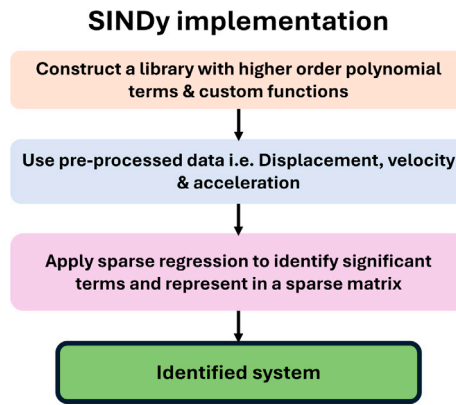 SINDy implementation
Construct a library with higher order polynomial
terms & custom functions
Use pre-processed data i.e. Displacement, velocity
& acceleration
Apply sparse regression to identify significant
terms and represent in a sparse matrix
Identified system